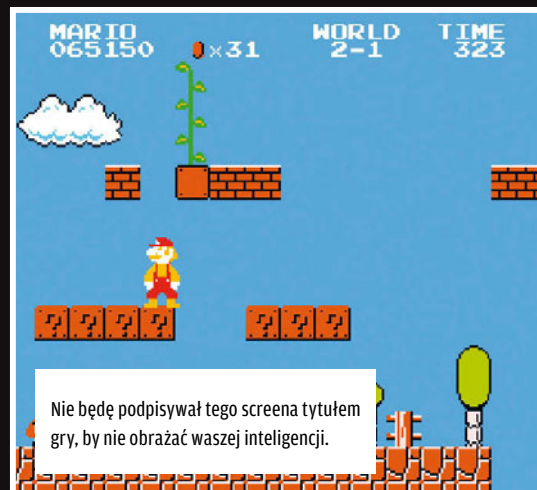 MARIO WORLD TIME
065150 ×31 2-1 323
? ? ? ? ? ? ?
Nie będę podpisywał tego screena tytułem
gry, by nie obrażać waszej inteligencji.